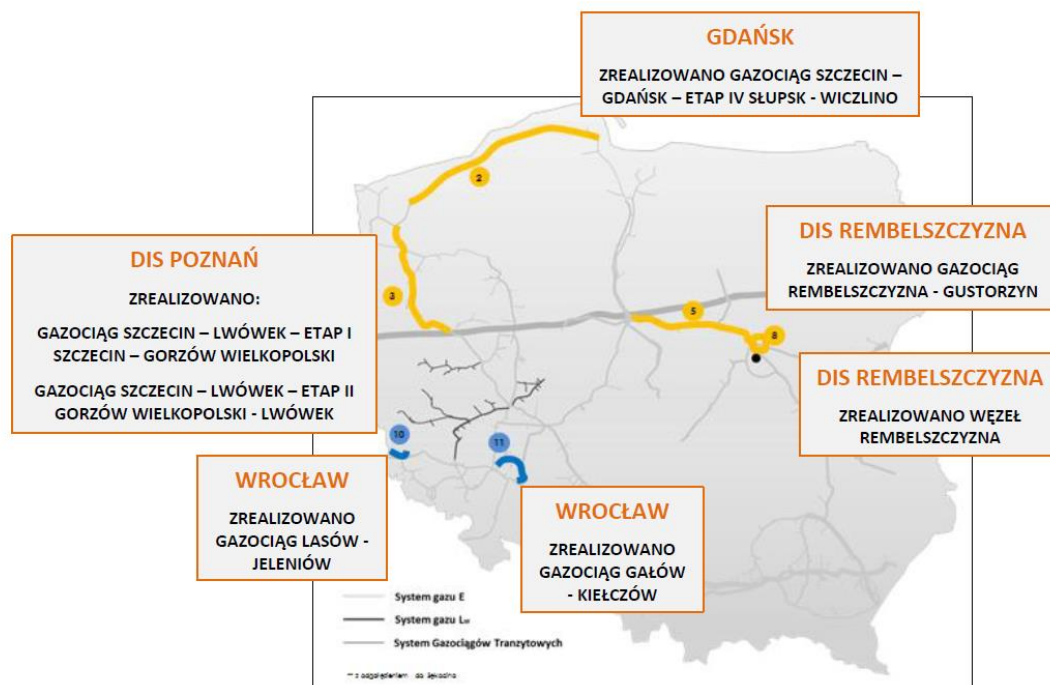 GDAŃSK
ZREALIZOWANO GAZOCIĄG SZCZECIN –
GDAŃSK – ETAP IV SŁUPSK - WICZLINO
2
DIS REMBELSZCZYZNA
ZREALIZOWANO GAZOCIĄG
REMBELSZCZYZNA - GUSTORZYN
DIS POZNAŃ
ZREALIZOWANO:
GAZOCIĄG SZCZECIN – LWÓWEK – ETAP I
SZCZECIN – GORZÓW WIELKOPOLSKI
GAZOCIĄG SZCZECIN – LWÓWEK – ETAP II
GORZÓW WIELKOPOLSKI - LWÓWEK
3
5
8
DIS REMBELSZCZYZNA
ZREALIZOWANO WĘZEŁ
REMBELSZCZYZNA
10
11
WROCŁAW
ZREALIZOWANO
GAZOCIĄG LASÓW -
JELENIÓW
WROCŁAW
ZREALIZOWANO
GAZOCIĄG GAŁÓW
- KIEŁCZÓW
System gazu E
System gazu Lw
System Gazociągów Tranzytowych